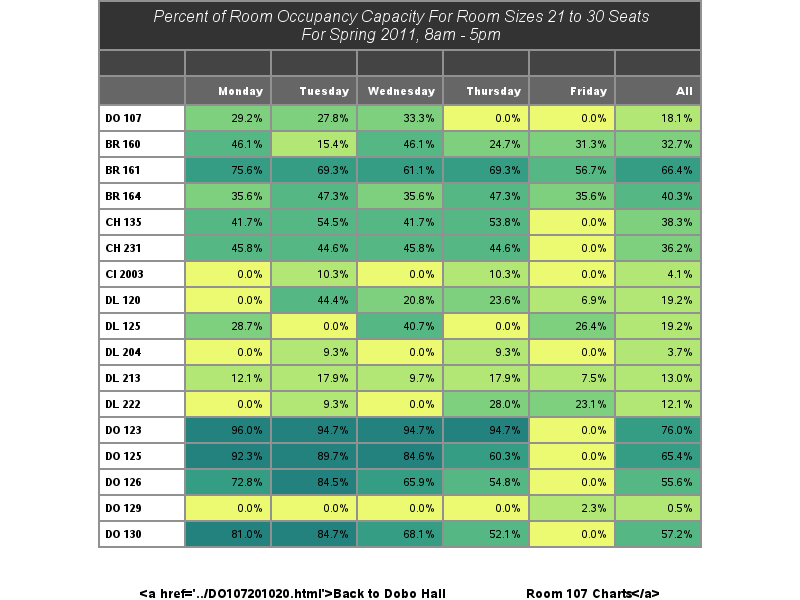 Percent of Room Occupancy Capacity For Room Sizes 21 to 30 Seats
For Spring 2011, 8am - 5pm
Monday Tuesday Wednesday Thursday Friday All
DO 107 29.2% 27.8% 33.3% 0.0% 0.0% 18.1%
BR 160 46.1% 15.4% 46.1% 24.7% 31.3% 32.7%
BR 161 75.6% 69.3% 61.1% 69.3% 56.7% 66.4%
BR 164 35.6% 47.3% 35.6% 47.3% 35.6% 40.3%
CH 135 41.7% 54.5% 41.7% 53.8% 0.0% 38.3%
CH 231 45.8% 44.6% 45.8% 44.6% 0.0% 36.2%
CI 2003 0.0% 10.3% 0.0% 10.3% 0.0% 4.1%
DL 120 0.0% 44.4% 20.8% 23.6% 6.9% 19.2%
DL 125 28.7% 0.0% 40.7% 0.0% 26.4% 19.2%
DL 204 0.0% 9.3% 0.0% 9.3% 0.0% 3.7%
DL 213 12.1% 17.9% 9.7% 17.9% 7.5% 13.0%
DL 222 0.0% 9.3% 0.0% 28.0% 23.1% 12.1%
DO 123 96.0% 94.7% 94.7% 94.7% 0.0% 76.0%
DO 125 92.3% 89.7% 84.6% 60.3% 0.0% 65.4%
DO 126 72.8% 84.5% 65.9% 54.8% 0.0% 55.6%
DO 129 0.0% 0.0% 0.0% 0.0% 2.3% 0.5%
DO 130 81.0% 84.7% 68.1% 52.1% 0.0% 57.2%
<a href='../DO107201020.html'>Back to Dobo Hall Room 107 Charts</a>